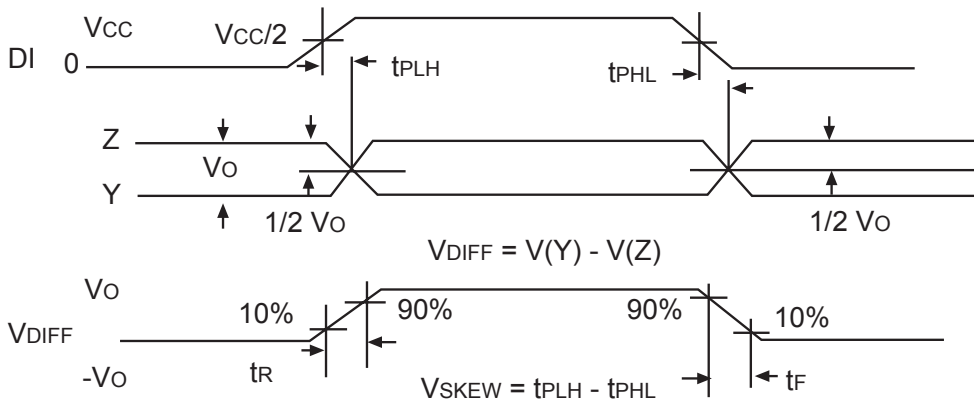 VCC
VCC/2
DI
0
tPLH
tPHL
Z
VO
Y
1/2 VO
1/2 VO
VDIFF = V(Y) - V(Z)
VO
10%
90%
90%
10%
VDIFF
-VO
tR
VSKEW = tPLH - tPHL
tF